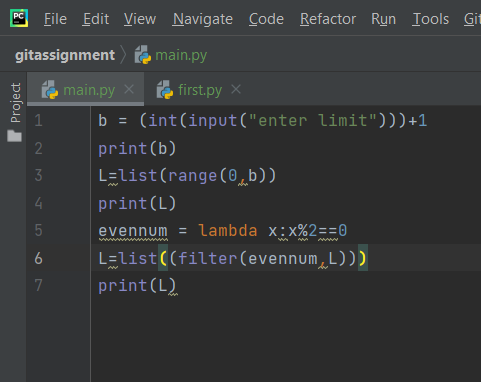 PC File Edit View Navigate Code Refactor Run Tools Git
gitassignment main.py
main.py first.py
Project
1 b = (int(input("enter limit")))+1
2 print(b)
3 L=list(range(0,b))
4 print(L)
5 evennum = lambda x:x%2==0
6 L=list((filter(evennum,L)))
7 print(L)